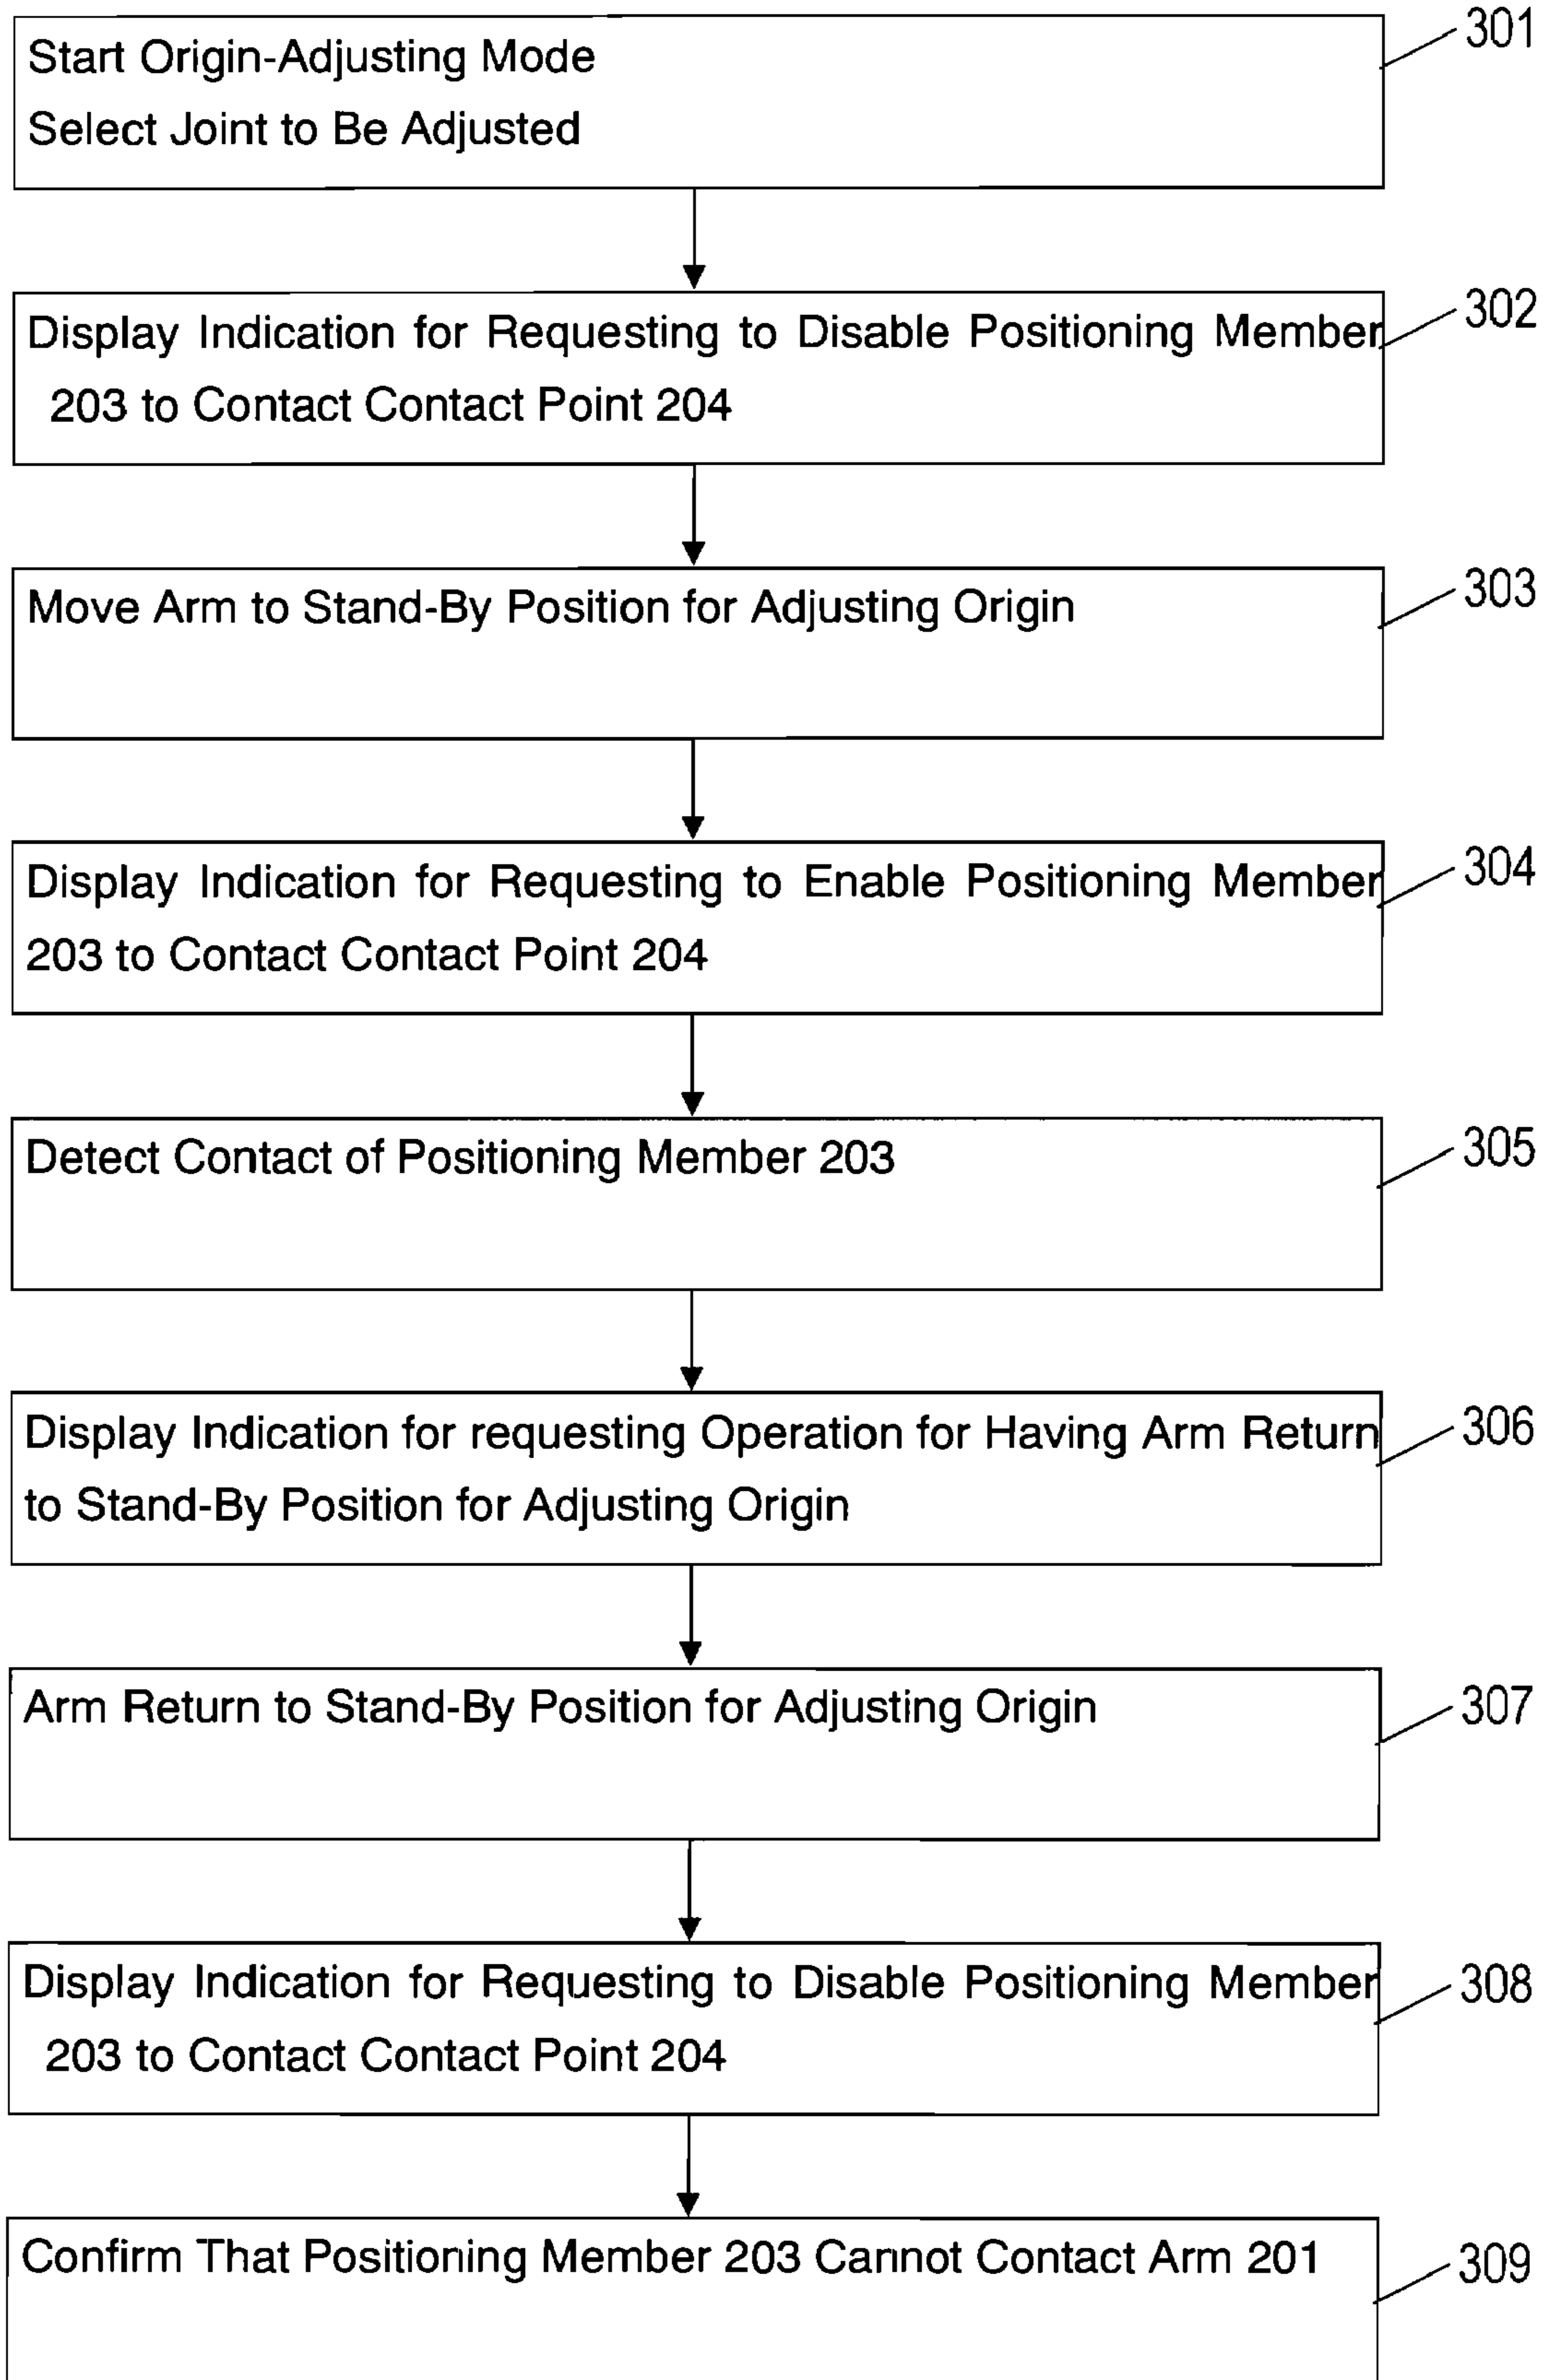 Start Origin-Adjusting Mode
Select Joint to Be Adjusted
301
Display Indication for Requesting to Disable Positioning Member
203 to Contact Contact Point 204
302
Move Arm to Stand-By Position for Adjusting Origin
303
Display Indication for Requesting to Enable Positioning Member
203 to Contact Contact Point 204
304
Detect Contact of Positioning Member 203
305
Display Indication for requesting Operation for Having Arm Return
to Stand-By Position for Adjusting Origin
306
Arm Return to Stand-By Position for Adjusting Origin
307
Display Indication for Requesting to Disable Positioning Member
203 to Contact Contact Point 204
308
Confirm That Positioning Member 203 Cannot Contact Arm 201
309